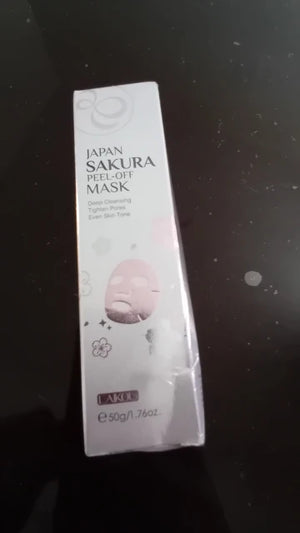 JAPAN
SAKURA
PEEL-OFF
MASK
Deep Cleansing
Tighten Pores
Even Skin Tone
LAIKOU
℮50g/1.76oz.